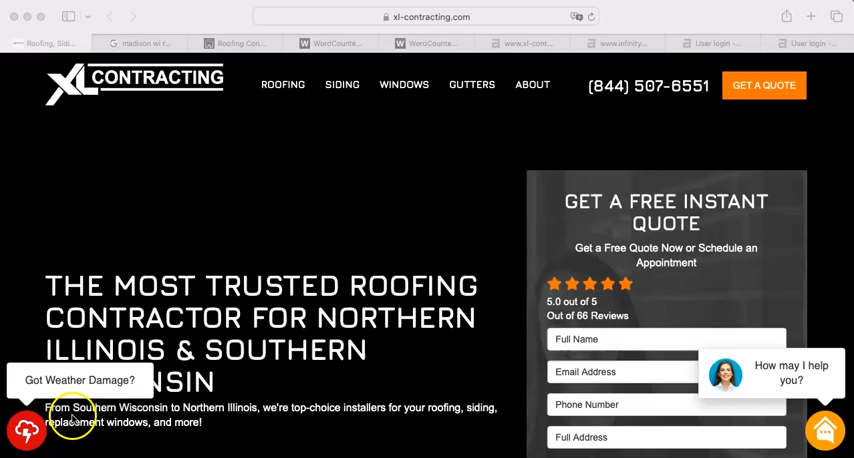 xl-contracting.com
Roofing, Sidi...
madison wi r...
Roofing Con...
WordCounte...
WordCounte...
www.xl-cont...
www.infinity...
User login -...
User login -...
XL CONTRACTING
ROOFING
SIDING
WINDOWS
GUTTERS
ABOUT
(844) 507-6551
GET A QUOTE
THE MOST TRUSTED ROOFING
CONTRACTOR FOR NORTHERN
ILLINOIS & SOUTHERN
NSIN
From Southern Wisconsin to Northern Illinois, we're top-choice installers for your roofing, siding,
replacement windows, and more!
Got Weather Damage?
GET A FREE INSTANT
QUOTE
Get a Free Quote Now or Schedule an
Appointment
5.0 out of 5
Out of 66 Reviews
Full Name
Email Address
Phone Number
Full Address
How may I help
you?